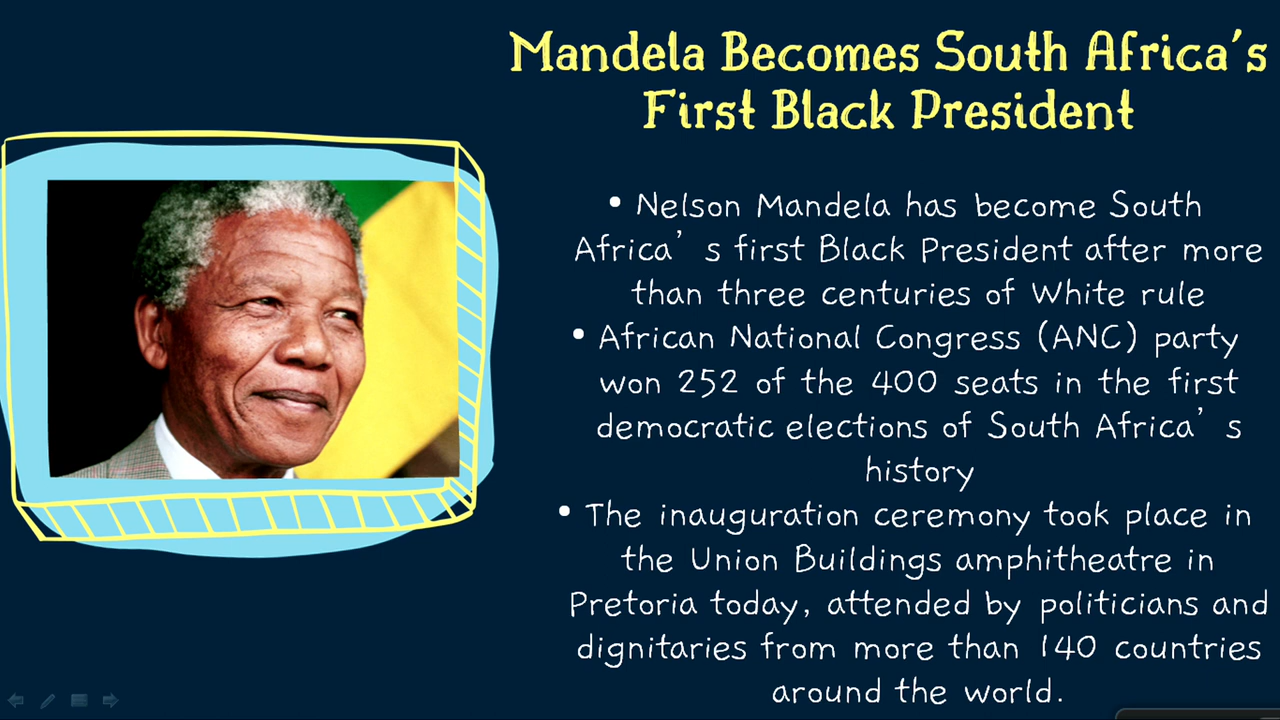 Mandela Becomes South Africa's
First Black President
• Nelson Mandela has become South
Africa’ s first Black President after more
than three centuries of White rule
• African National Congress (ANC) party
won 252 of the 400 seats in the first
democratic elections of South Africa’ s
history
• The inauguration ceremony took place in
the Union Buildings amphitheatre in
Pretoria today, attended by politicians and
dignitaries from more than 140 countries
around the world.